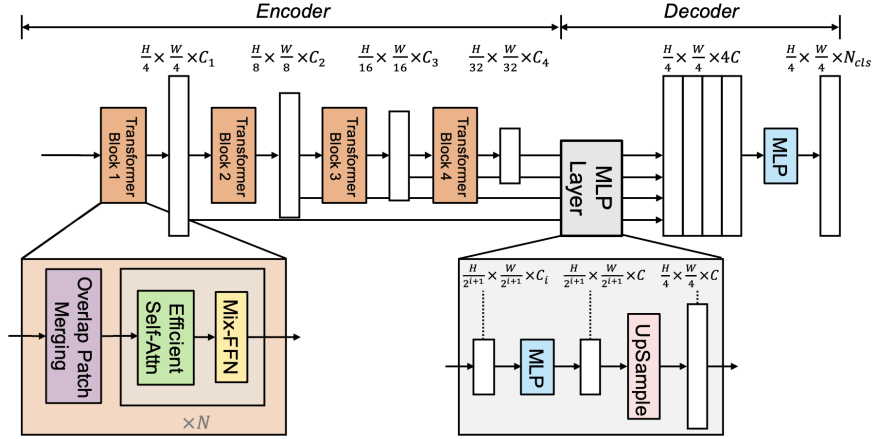 Encoder
Decoder
H/4 × W/4 × C₁
H/8 × W/8 × C₂
H/16 × W/16 × C₃
H/32 × W/32 × C₄
H/4 × W/4 × 4C
H/4 × W/4 × N_cls
Transformer
Block 1
Transformer
Block 2
Transformer
Block 3
Transformer
Block 4
MLP
Layer
MLP
Overlap Patch
Merging
Efficient
Self-Attn
Mix-FFN
×N
H/2^{i+1} × W/2^{i+1} × C_i
H/2^{i+1} × W/2^{i+1} × C
H/4 × W/4 × C
MLP
UpSample